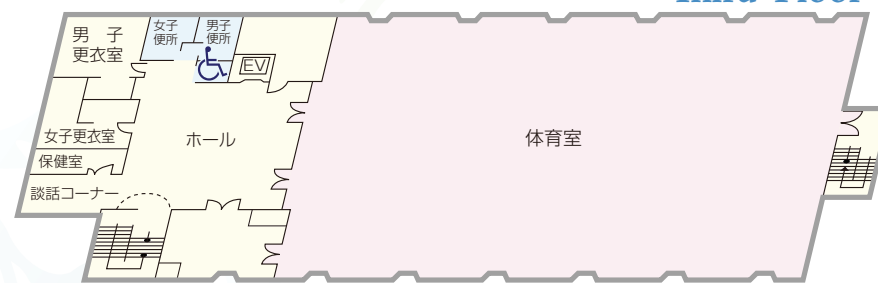 Third Floor
男　子
更衣室
女子
便所
男子
便所
EV
女子更衣室
ホール
体育室
保健室
談話コーナー